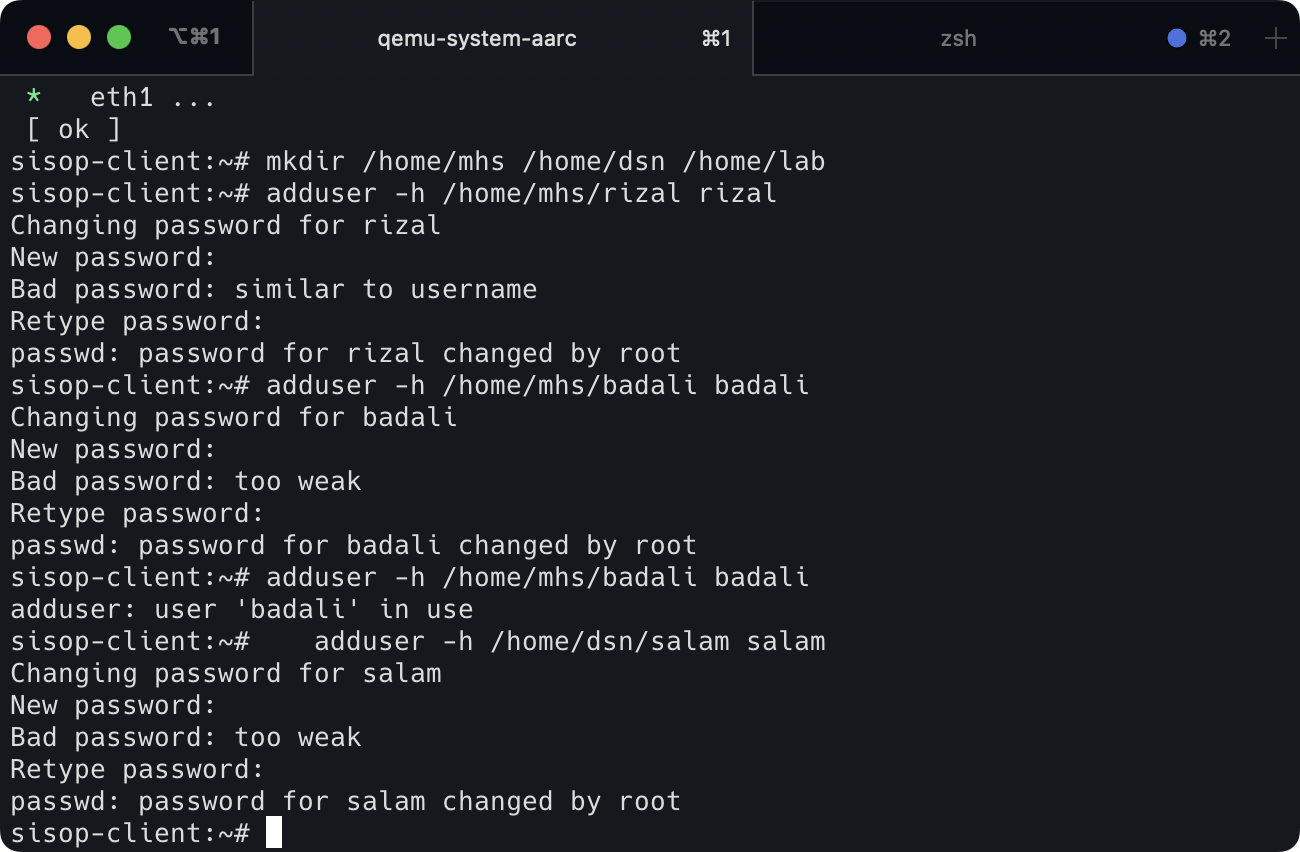 ⌥⌘1
qemu-system-aarc ⌘1
zsh ⌘2
* eth1 ...
[ ok ]
sisop-client:~# mkdir /home/mhs /home/dsn /home/lab
sisop-client:~# adduser -h /home/mhs/rizal rizal
Changing password for rizal
New password:
Bad password: similar to username
Retype password:
passwd: password for rizal changed by root
sisop-client:~# adduser -h /home/mhs/badali badali
Changing password for badali
New password:
Bad password: too weak
Retype password:
passwd: password for badali changed by root
sisop-client:~# adduser -h /home/mhs/badali badali
adduser: user 'badali' in use
sisop-client:~#    adduser -h /home/dsn/salam salam
Changing password for salam
New password:
Bad password: too weak
Retype password:
passwd: password for salam changed by root
sisop-client:~#